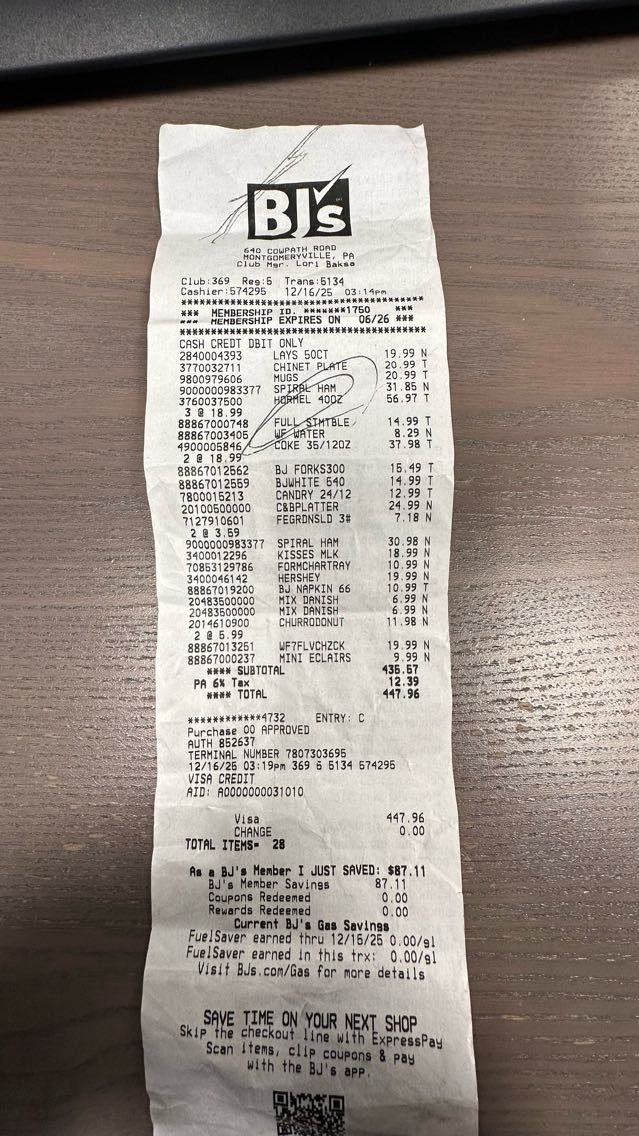 BJ's
640 COWPATH ROAD
MONTGOMERYVILLE, PA
Club Mgr. Lori Baksa
Club:369 Reg:5 Trans:5134
Cashier:574295 12/16/25 03:14pm
************************************
*** MEMBERSHIP ID. *******1750
--- MEMBERSHIP EXPIRES ON 06/26 ***
************************************
CASH CREDT DBIT ONLY
2840004393 LAYS 50CT 19.99 N
3770032711 CHINET PLATE 20.99 T
9800979606 MUGS 20.99 T
9000000983377 SPIRAL HAM 31.85 N
3760037500 HORMEL 40OZ 56.97 T
3 @ 18.99
88867000748 FULL STMTBLE 14.99 T
88867003405 WF WATER 8.29 N
4900005846 COKE 35/12OZ 37.98 T
2 @ 18.99
88867012562 BJ FORKS300 15.49 T
88867012559 BJWHITE 540 14.99 T
7800015213 CANDRY 24/12 12.99 T
20100500000 C&BPLATTER 24.99 N
7127910601 FEGRDNSLD 3# 7.18 N
2 @ 3.59
9000000983377 SPIRAL HAM 30.98 N
3400012296 KISSES MLK 18.99 N
70853129786 FORMCHARTRAY 10.99 N
3400046142 HERSHEY 19.99 N
88867019200 BJ NAPKIN 66 10.99 T
20483500000 MIX DANISH 6.99 N
20483500000 MIX DANISH 6.99 N
2014610900 CHURRODONUT 11.98 N
2 @ 5.99
88867013251 WF7FLVCHZCK 19.99 N
88867000237 MINI ECLAIRS 9.99 N
**** SUBTOTAL 435.57
PA 6% Tax 12.39
**** TOTAL 447.96
************4732 ENTRY: C
Purchase 00 APPROVED
AUTH 852637
TERMINAL NUMBER 7807303695
12/16/25 03:19pm 369 5 5134 574295
VISA CREDIT
AID: A0000000031010
Visa 447.96
CHANGE 0.00
TOTAL ITEMS= 28
As a BJ's Member I JUST SAVED: $87.11
BJ's Member Savings 87.11
Coupons Redeemed 0.00
Rewards Redeemed 0.00
Current BJ's Gas Savings
FuelSaver earned thru 12/15/25 0.00/gl
FuelSaver earned in this trx: 0.00/gl
Visit BJs.com/Gas for more details
SAVE TIME ON YOUR NEXT SHOP
Skip the checkout line with ExpressPay
Scan items, clip coupons & pay
with the BJ's app.